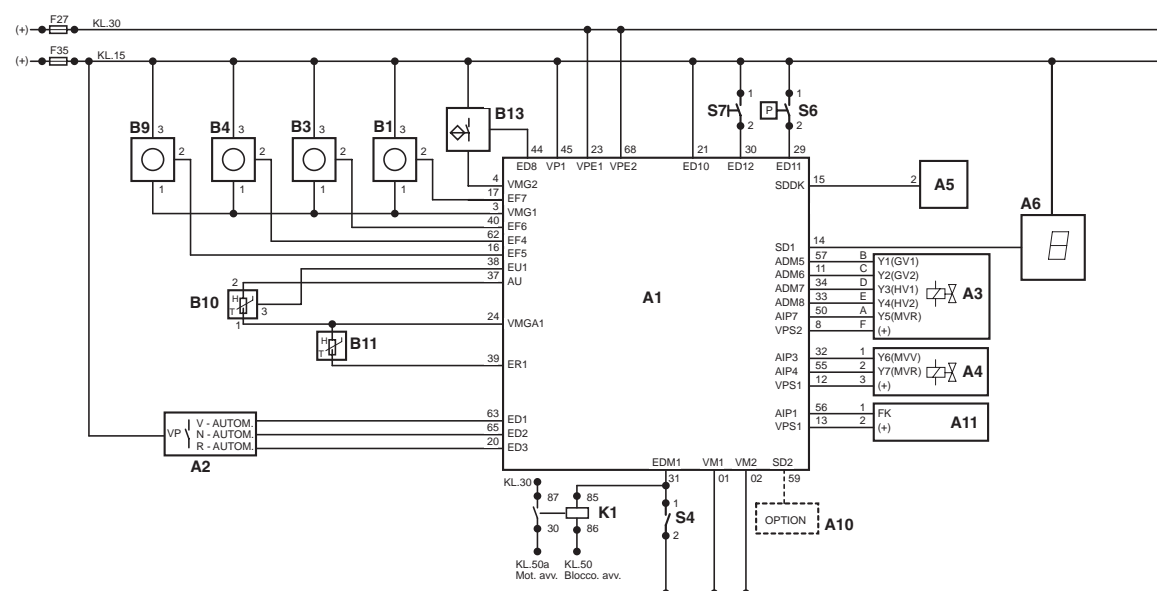 (+) F27 KL.30
(+) F35 KL.15
B9 3 B4 3 B3 3 B1 3 B13 1 S7 P 1 S6
2 2 2 2 2 2
1 1 1 1
44 45 23 68 21 30 29
ED8 VP1 VPE1 VPE2 ED10 ED12 ED11
4 VMG2 SDDK 15 2 A5
17 EF7
3 VMG1 A6
40 EF6
62 EF4 SD1 14
16 EF5 ADM5 57 B Y1(GV1)
38 EU1 ADM6 11 C Y2(GV2)
2 37 AU ADM7 34 D Y3(HV1)
B10 H T 3 A1 ADM8 33 E Y4(HV2) A3
1 24 VMGA1 AIP7 50 A Y5(MVR)
VPS2 8 F (+)
H T B11
39 ER1 AIP3 32 1 Y6(MVV)
AIP4 55 2 Y7(MVR) A4
VPS1 12 3 (+)
63 ED1 AIP1 56 1 FK A11
65 ED2 VPS1 13 2 (+)
20 ED3
VP V - AUTOM.
N - AUTOM.
R - AUTOM.
A2
EDM1 VM1 VM2 SD2
31 01 02 59
KL.30
87 85 1
K1 S4 OPTION A10
30 86 2
KL.50a KL.50
Mot. avv. Blocco. avv.